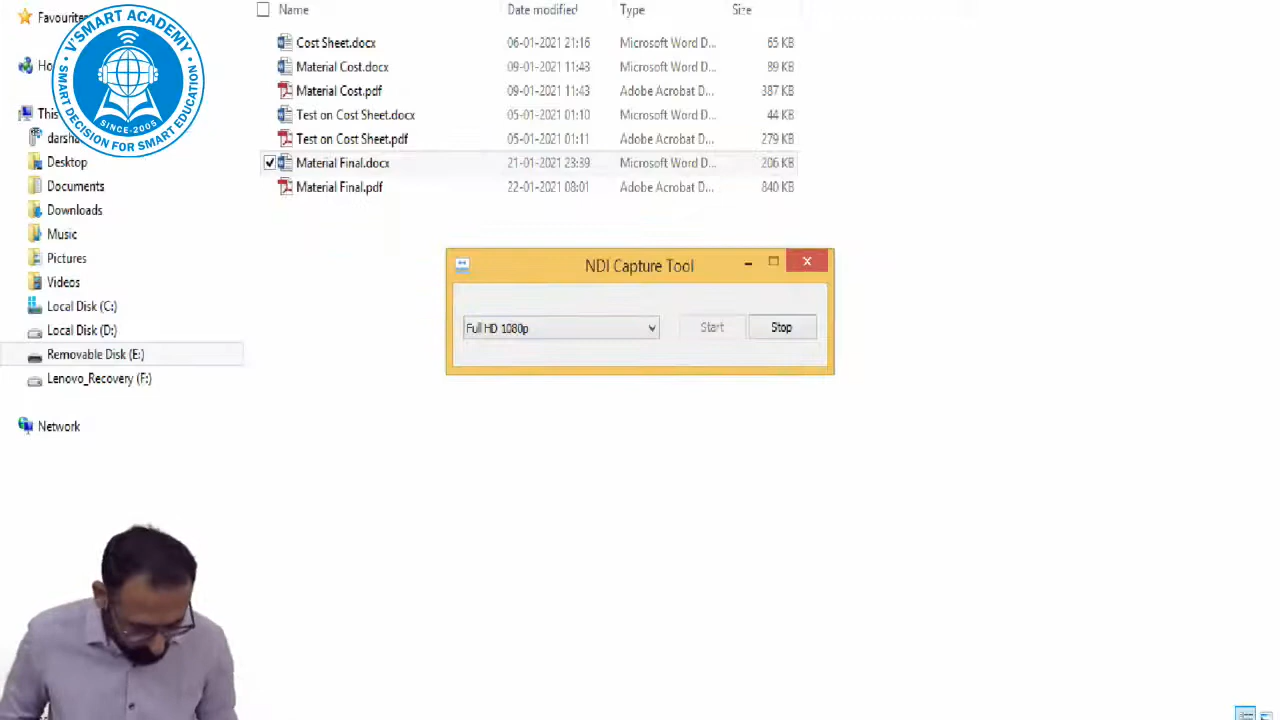 Name Date modified Type Size
Favourites
V'SMART ACADEMY
SMART DECISION FOR SMART EDUCATION
SINCE-2005
This
Desktop
Documents
Downloads
Music
Pictures
Videos
Local Disk (C:)
Local Disk (D:)
Removable Disk (E:)
Lenovo_Recovery (F:)
Network
Cost Sheet.docx 06-01-2021 21:16 Microsoft Word D... 65 KB
Material Cost.docx 09-01-2021 11:43 Microsoft Word D... 89 KB
Material Cost.pdf 09-01-2021 11:43 Adobe Acrobat D... 387 KB
Test on Cost Sheet.docx 05-01-2021 01:10 Microsoft Word D... 44 KB
Test on Cost Sheet.pdf 05-01-2021 01:11 Adobe Acrobat D... 279 KB
Material Final.docx 21-01-2021 23:39 Microsoft Word D... 206 KB
Material Final.pdf 22-01-2021 08:01 Adobe Acrobat D... 840 KB
NDI Capture Tool
Full HD 1080p Start Stop